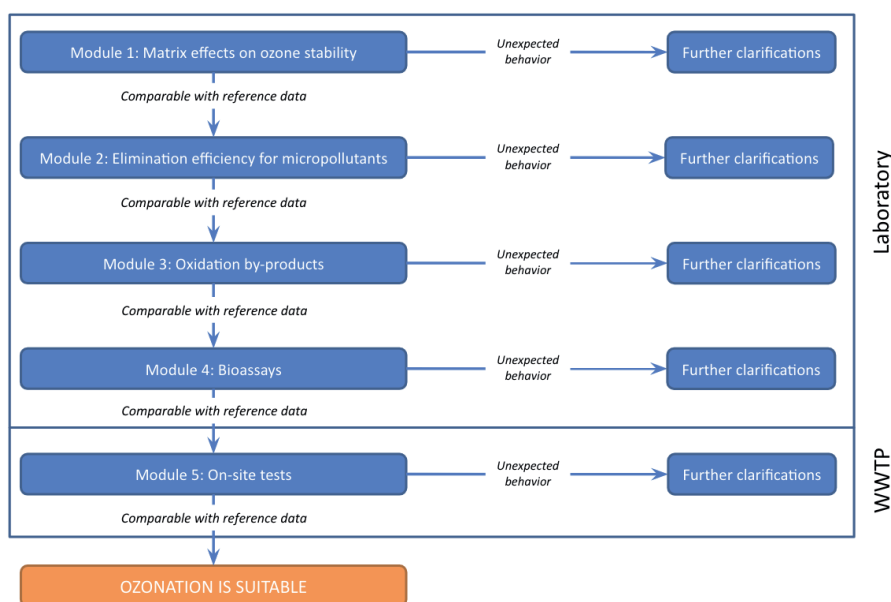 Module 1: Matrix effects on ozone stability
Unexpected
behavior
Further clarifications
Comparable with reference data
Module 2: Elimination efficiency for micropollutants
Unexpected
behavior
Further clarifications
Comparable with reference data
Module 3: Oxidation by-products
Unexpected
behavior
Further clarifications
Comparable with reference data
Module 4: Bioassays
Unexpected
behavior
Further clarifications
Comparable with reference data
Laboratory
Module 5: On-site tests
Unexpected
behavior
Further clarifications
Comparable with reference data
WWTP
OZONATION IS SUITABLE